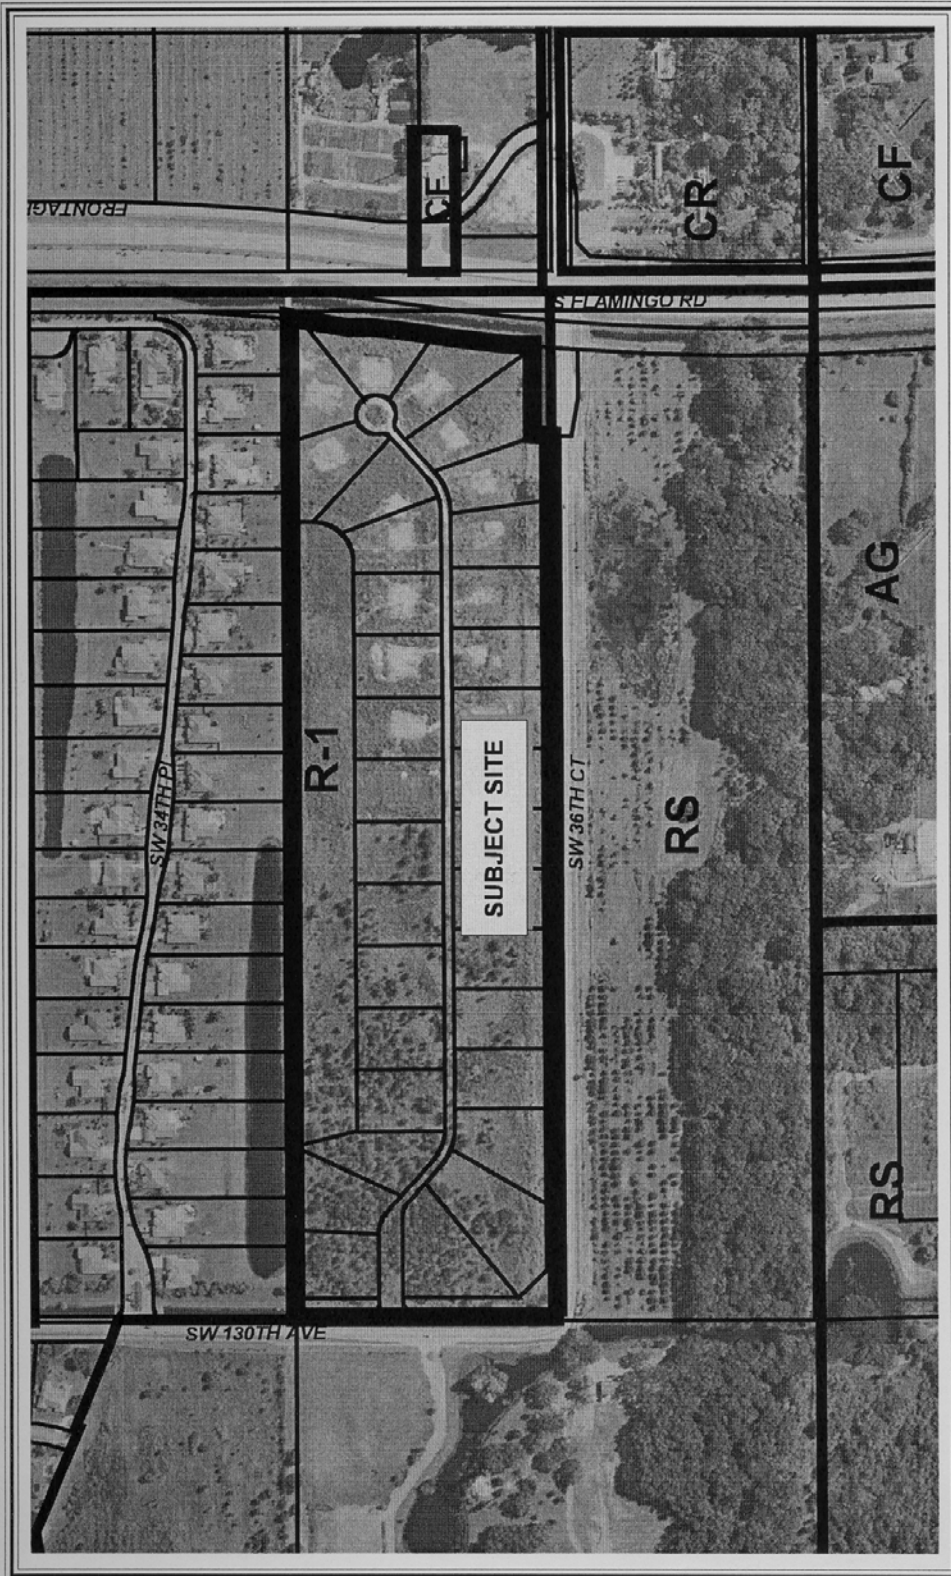 FRONTAGE
CF
CR
CF
S FLAMINGO RD
AG
R-1
SUBJECT SITE
SW 34TH PL
SW 36TH CT
RS
RS
SW 130TH AVE